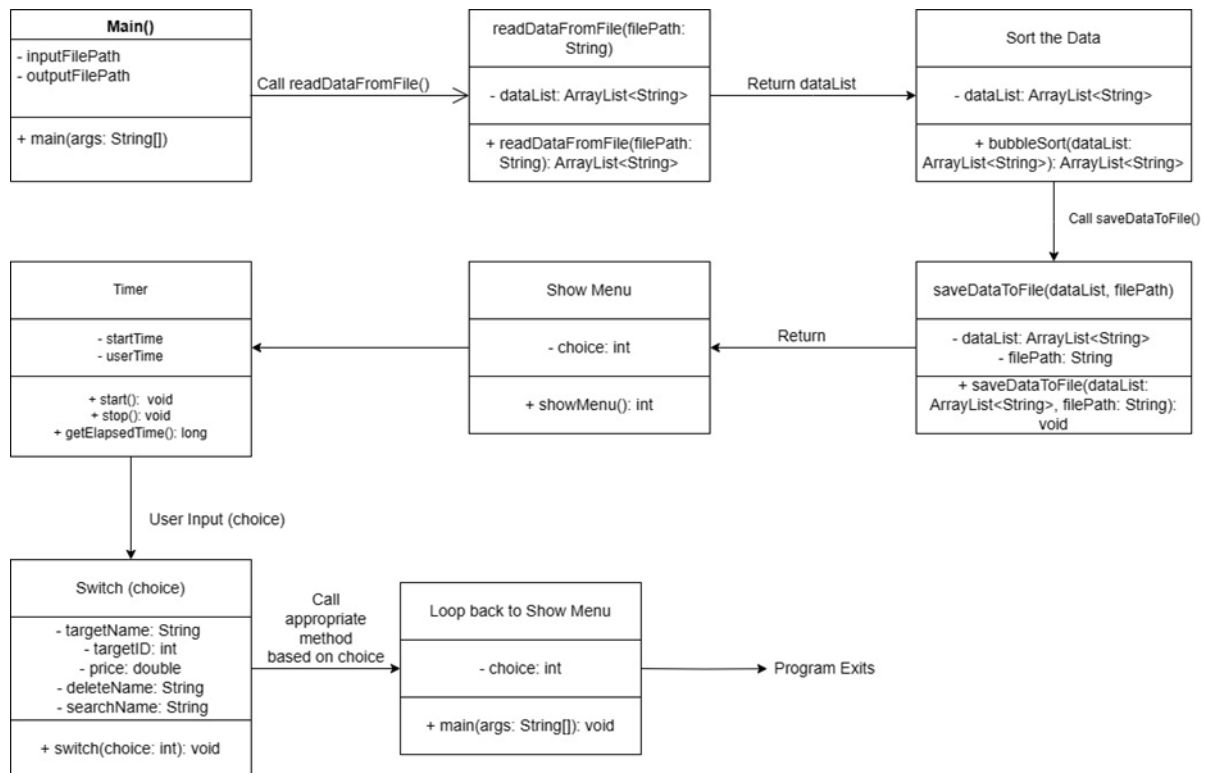 Main()
- inputFilePath
- outputFilePath
+ main(args: String[])
Call readDataFromFile()
readDataFromFile(filePath:
String)
- dataList: ArrayList<String>
+ readDataFromFile(filePath:
String): ArrayList<String>
Return dataList
Sort the Data
- dataList: ArrayList<String>
+ bubbleSort(dataList:
ArrayList<String>): ArrayList<String>
Call saveDataToFile()
saveDataToFile(dataList, filePath)
- dataList: ArrayList<String>
- filePath: String
+ saveDataToFile(dataList:
ArrayList<String>, filePath: String):
void
Return
Show Menu
- choice: int
+ showMenu(): int
Timer
- startTime
- userTime
+ start(): void
+ stop(): void
+ getElapsedTime(): long
User Input (choice)
Switch (choice)
- targetName: String
- targetID: int
- price: double
- deleteName: String
- searchName: String
+ switch(choice: int): void
Call
appropriate
method
based on choice
Loop back to Show Menu
- choice: int
+ main(args: String[]): void
Program Exits